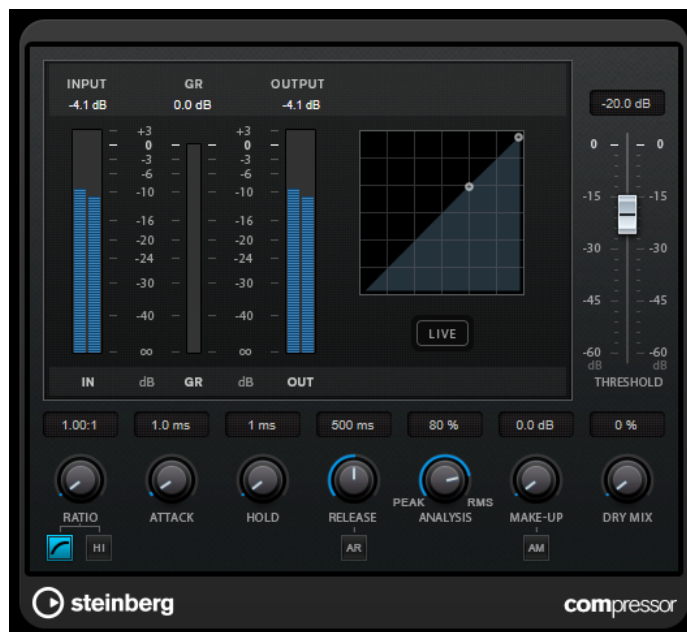 INPUT GR OUTPUT
-4.1 dB 0.0 dB -4.1 dB
-20.0 dB
+3 +3
0 0 0 0
-3 -3
-6 -6
-10 -10 -15 -15
-16 -16
-20 -20
-24 -24 -30 -30
-30 -30
-45 -45
-40 -40
LIVE
∞ ∞ -60 -60
dB dB
IN dB GR dB OUT THRESHOLD
1.00:1 1.0 ms 1 ms 500 ms 80 % 0.0 dB 0 %
PEAK RMS
RATIO ATTACK HOLD RELEASE ANALYSIS MAKE-UP DRY MIX
HI AR AM
steinberg compressor